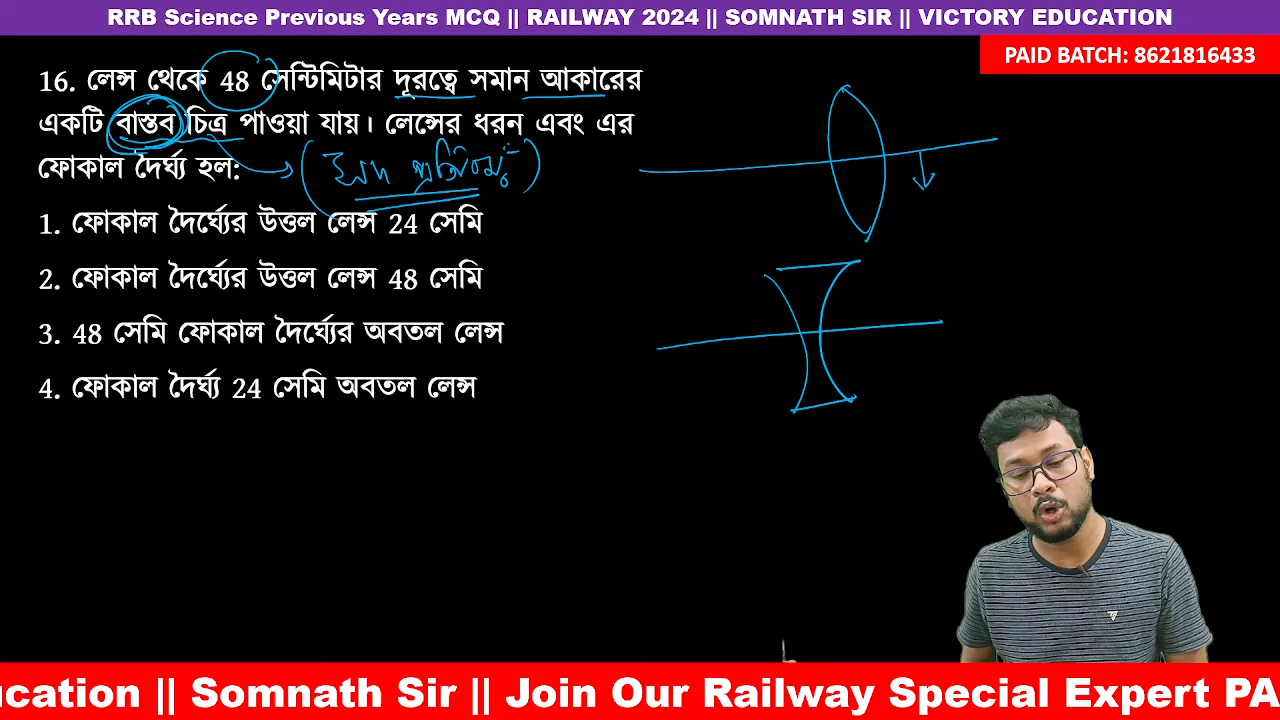 RRB Science Previous Years MCQ || RAILWAY 2024 || SOMNATH SIR || VICTORY EDUCATION
PAID BATCH: 8621816433
16. লেন্স থেকে 48 সেন্টিমিটার দূরত্বে সমান আকারের
একটি বাস্তব চিত্র পাওয়া যায়। লেন্সের ধরন এবং এর
ফোকাল দৈর্ঘ্য হল:
1. ফোকাল দৈর্ঘ্যের উত্তল লেন্স 24 সেমি
2. ফোকাল দৈর্ঘ্যের উত্তল লেন্স 48 সেমি
3. 48 সেমি ফোকাল দৈর্ঘ্যের অবতল লেন্স
4. ফোকাল দৈর্ঘ্য 24 সেমি অবতল লেন্স
ucation || Somnath Sir || Join Our Railway Special Expert PA